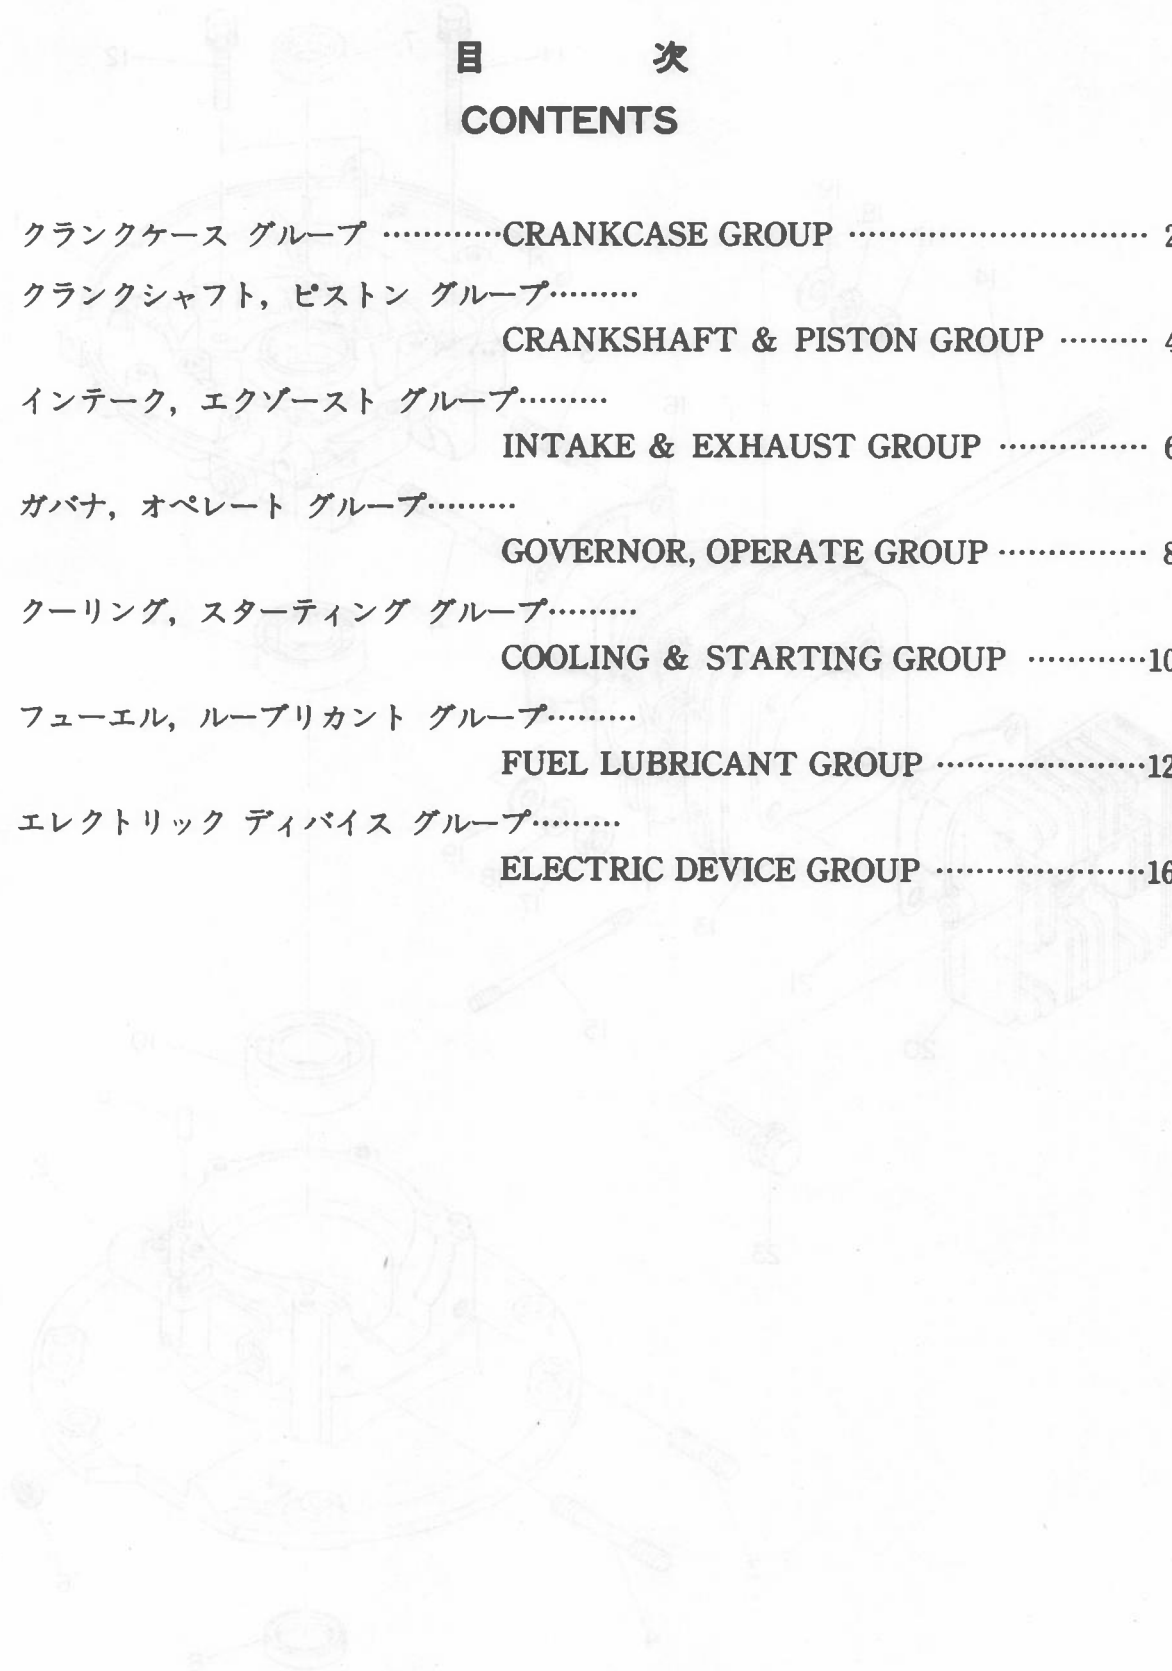 目 次
CONTENTS
クランクケース グループ …………CRANKCASE GROUP ………………………… 2
クランクシャフト, ピストン グループ………
CRANKSHAFT & PISTON GROUP ……… 4
インテーク, エクゾースト グループ………
INTAKE & EXHAUST GROUP …………… 6
ガバナ, オペレート グループ………
GOVERNOR, OPERATE GROUP …………… 8
クーリング, スターティング グループ………
COOLING & STARTING GROUP …………10
フューエル, ルーブリカント グループ………
FUEL LUBRICANT GROUP …………………12
エレクトリック ディバイス グループ………
ELECTRIC DEVICE GROUP …………………16